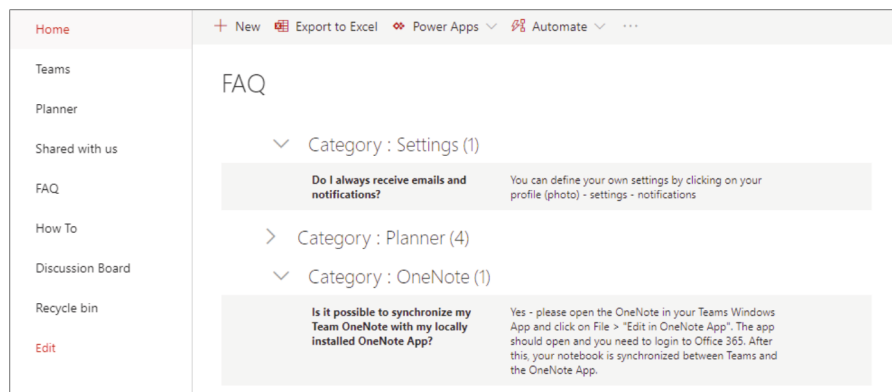 Home
Teams
Planner
Shared with us
FAQ
How To
Discussion Board
Recycle bin
Edit
New Export to Excel Power Apps Automate ...
FAQ
Category : Settings (1)
Do I always receive emails and
notifications?
You can define your own settings by clicking on your
profile (photo) - settings - notifications
Category : Planner (4)
Category : OneNote (1)
Is it possible to synchronize my
Team OneNote with my locally
installed OneNote App?
Yes - please open the OneNote in your Teams Windows
App and click on File > "Edit in OneNote App". The app
should open and you need to login to Office 365. After
this, your notebook is synchronized between Teams and
the OneNote App.